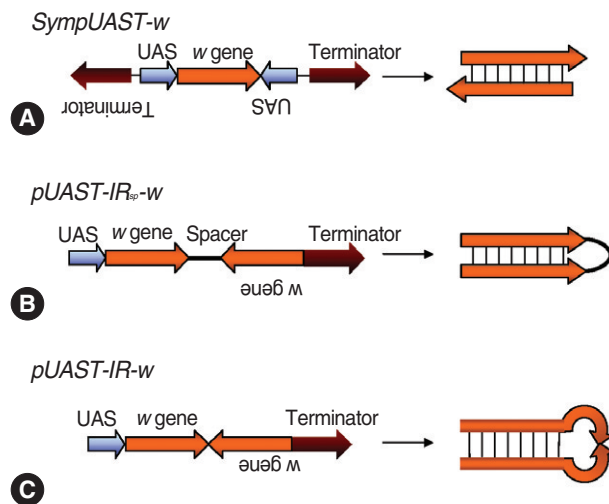 SympUAST-w
UAS w gene Terminator
Terminator UAS
A
pUAST-IRsp-w
UAS w gene Spacer Terminator
w gene
B
pUAST-IR-w
UAS w gene Terminator
w gene
C